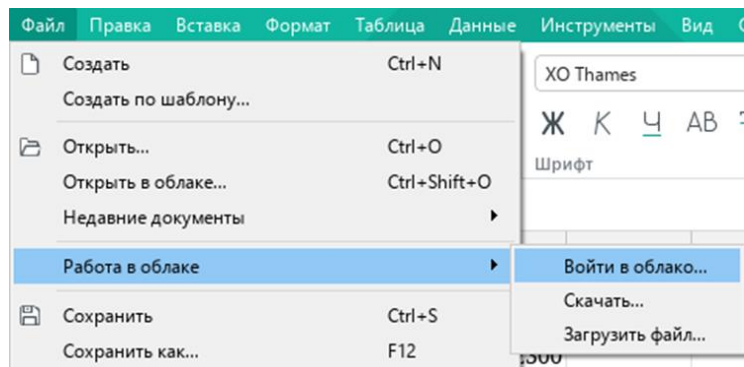 Файл Правка Вставка Формат Таблица Данные Инструменты Вид
Создать Ctrl+N
Создать по шаблону...
Открыть... Ctrl+O
Открыть в облаке... Ctrl+Shift+O
Недавние документы
Работа в облаке
Сохранить Ctrl+S
Сохранить как... F12
XO Thames
Ж К Ч АВ
Шрифт
Войти в облако...
Скачать...
Загрузить файл...